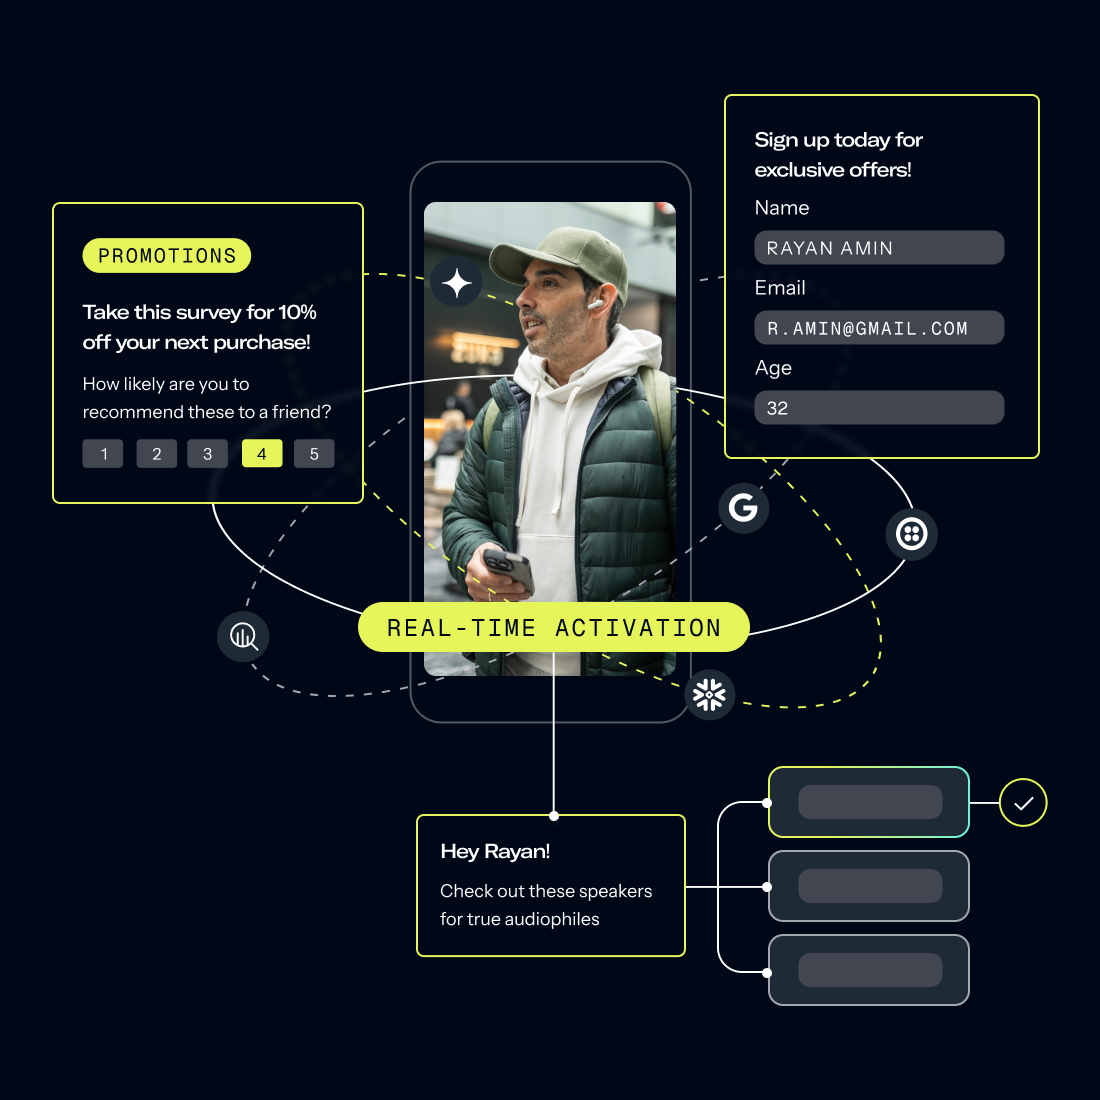 PROMOTIONS
Take this survey for 10%
off your next purchase!
How likely are you to
recommend these to a friend?
1 2 3 4 5
Sign up today for
exclusive offers!
Name
RAYAN AMIN
Email
R.AMIN@GMAIL.COM
Age
32
G
REAL-TIME ACTIVATION
Hey Rayan!
Check out these speakers
for true audiophiles